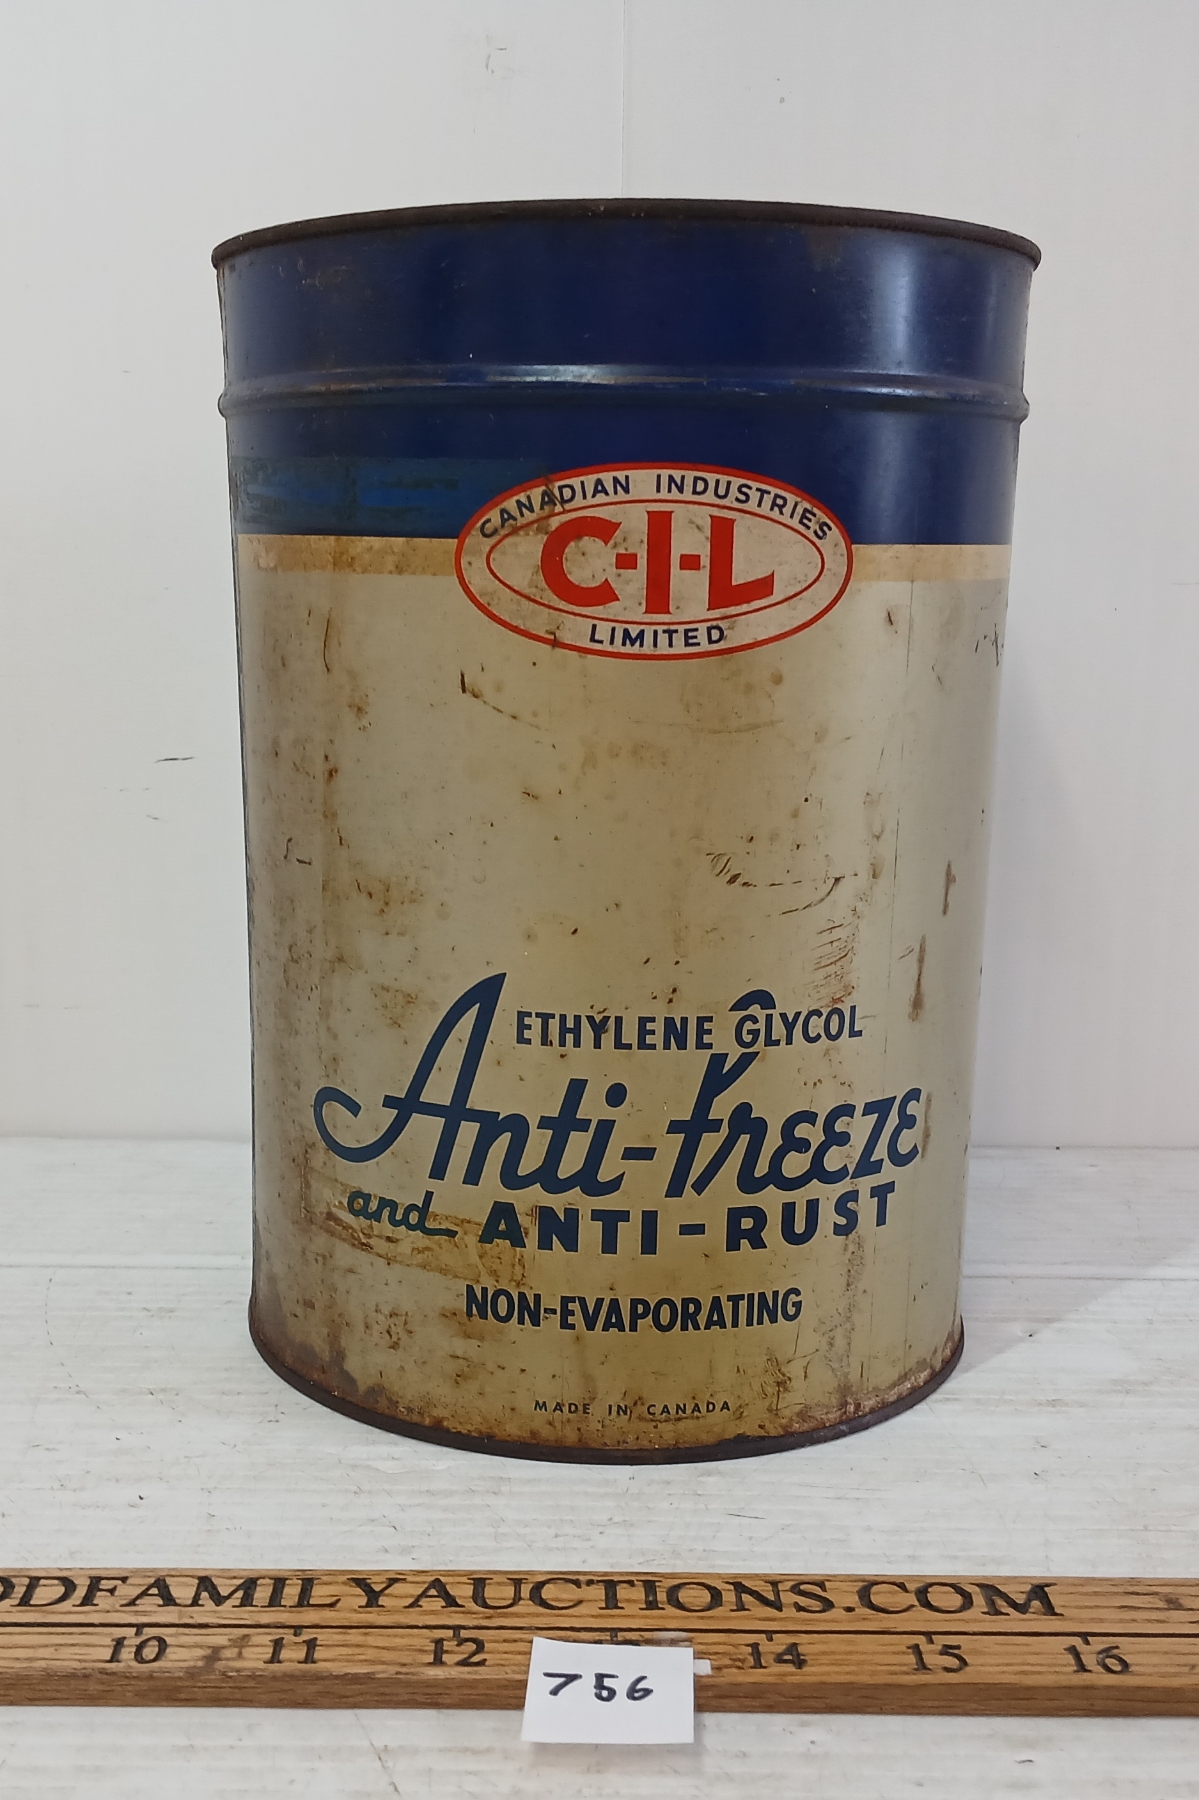 CANADIAN INDUSTRIES
C-I-L
LIMITED
ETHYLENE GLYCOL
Anti-freeze
and ANTI-RUST
NON-EVAPORATING
MADE IN CANADA
DDFAMILYAUCTIONS.COM
10 11 12 14 15 16
756